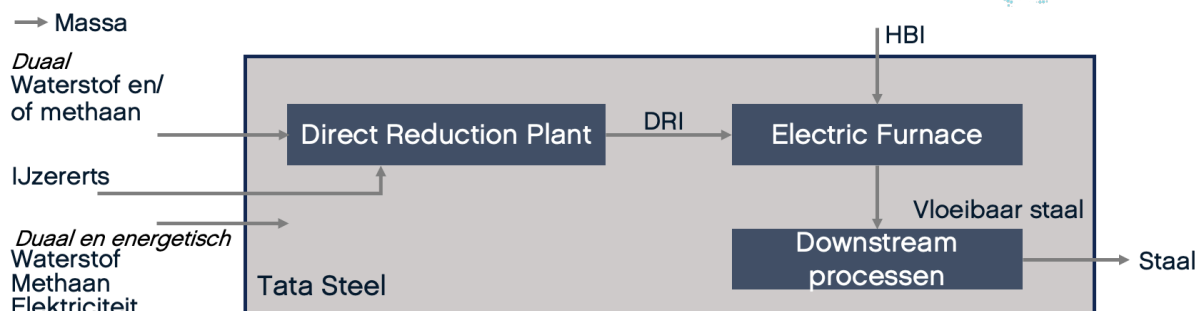 Massa
HBI
Duaal
Waterstof en/
of methaan
Direct Reduction Plant
DRI
Electric Furnace
IJzererts
Vloeibaar staal
Duaal en energetisch
Waterstof
Methaan
Elektriciteit
Tata Steel
Downstream
processen
Staal